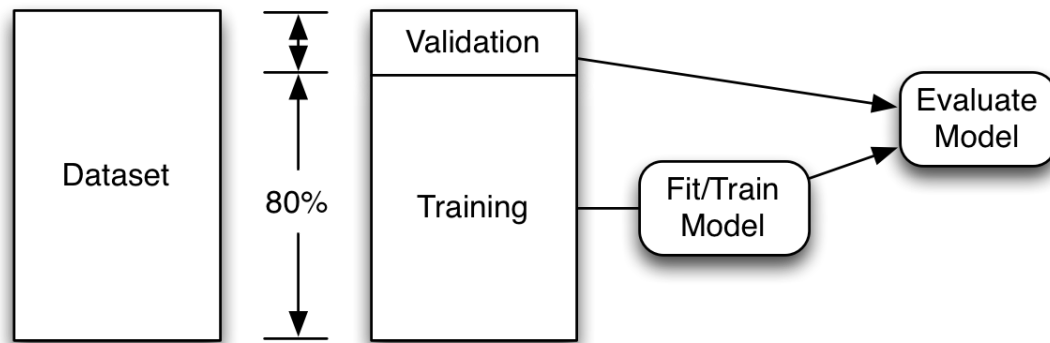 Dataset
80%
Validation
Training
Fit/Train
Model
Evaluate
Model